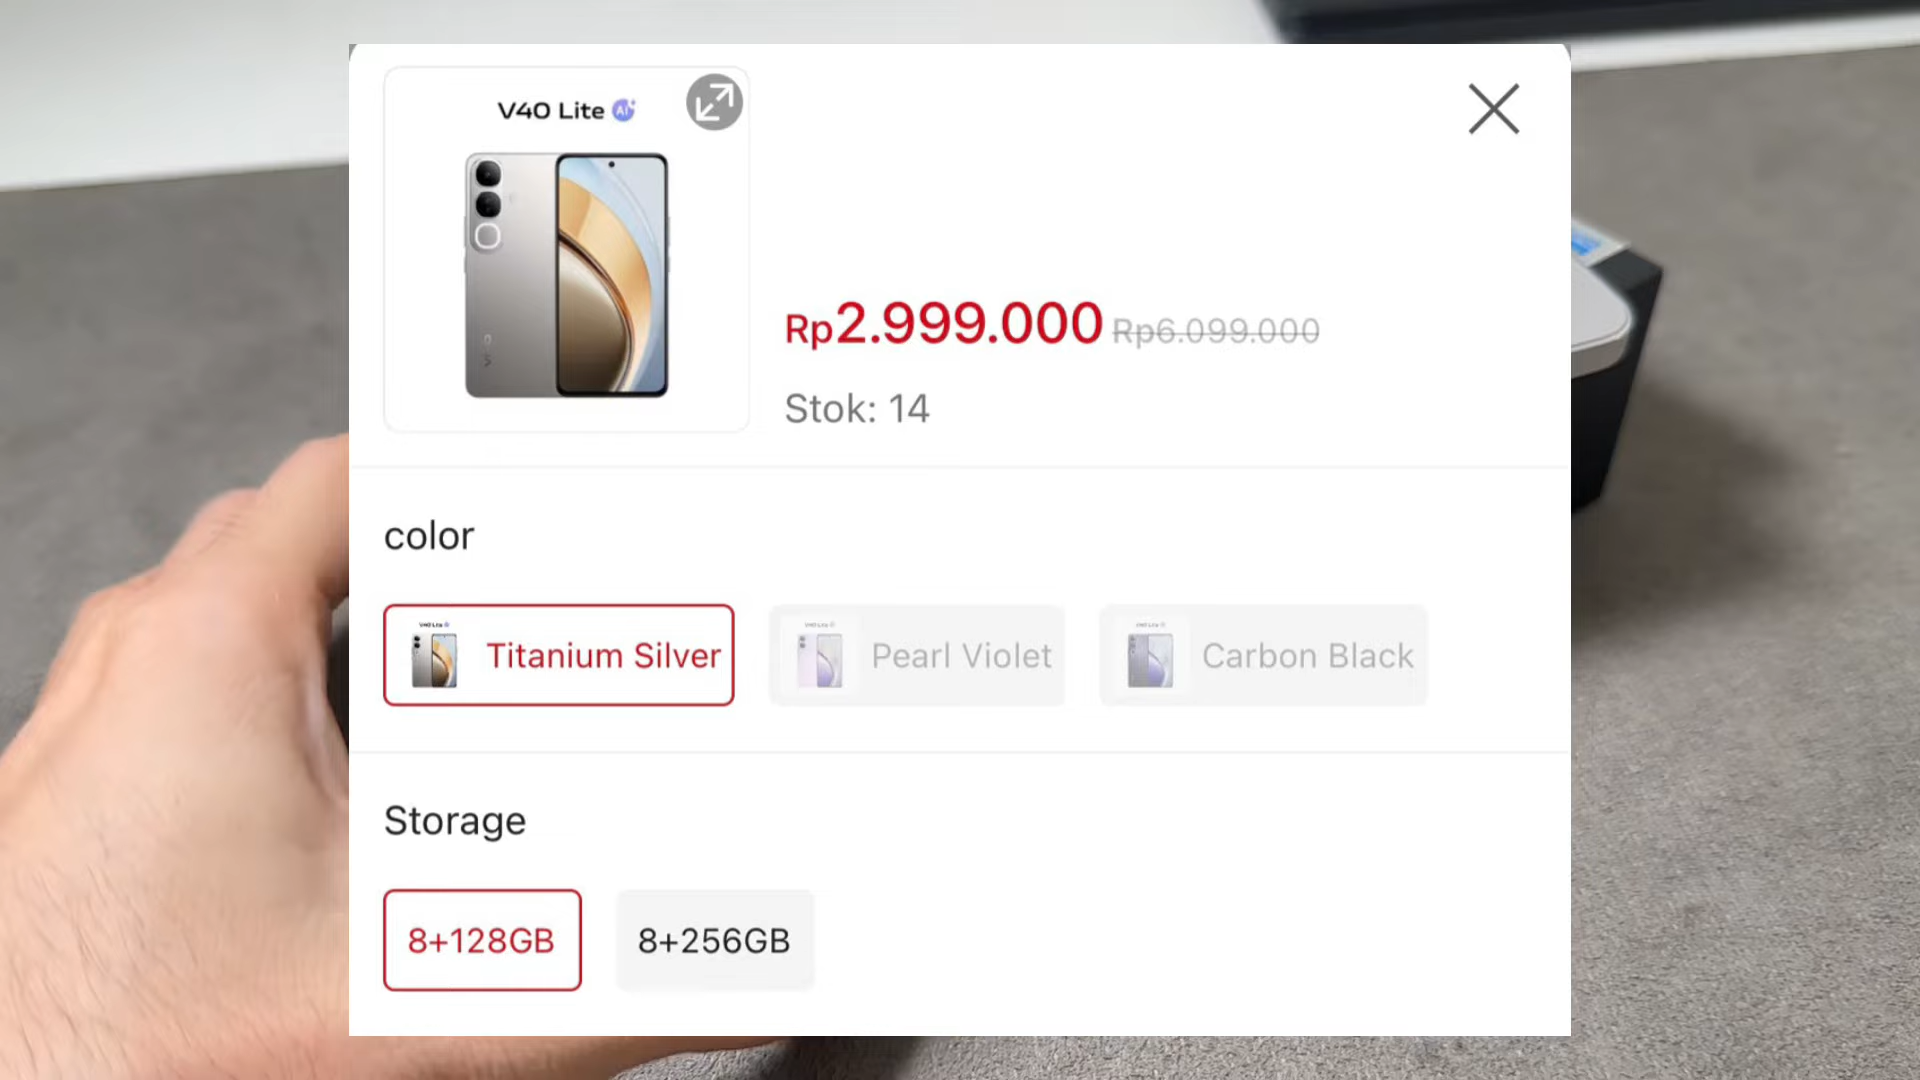 V40 Lite AI
Rp2.999.000 Rp6.099.000
Stok: 14
color
Titanium Silver
Pearl Violet
Carbon Black
Storage
8+128GB
8+256GB